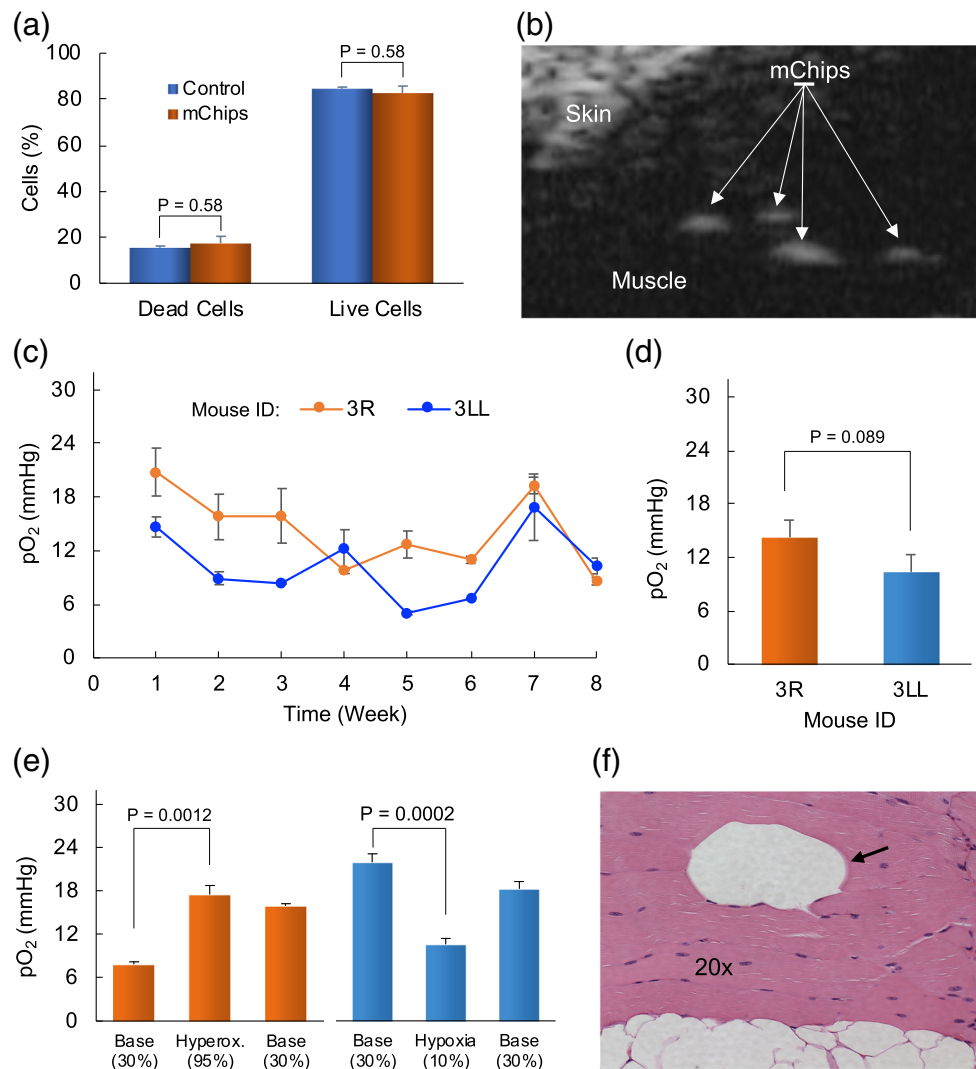 (a)
100
80
60
40
20
0
Cells (%)
Control
mChips
P = 0.58
P = 0.58
Dead Cells
Live Cells
(b)
mChips
Skin
Muscle
(c)
30
24
18
12
6
0
pO2 (mmHg)
Mouse ID: 3R 3LL
0 1 2 3 4 5 6 7 8
Time (Week)
(d)
30
24
18
12
6
0
pO2 (mmHg)
P = 0.089
3R 3LL
Mouse ID
(e)
30
24
18
12
6
0
pO2 (mmHg)
P = 0.0012
P = 0.0002
Base Hyperox. Base Base Hypoxia Base
(30%) (95%) (30%) (30%) (10%) (30%)
(f)
20x